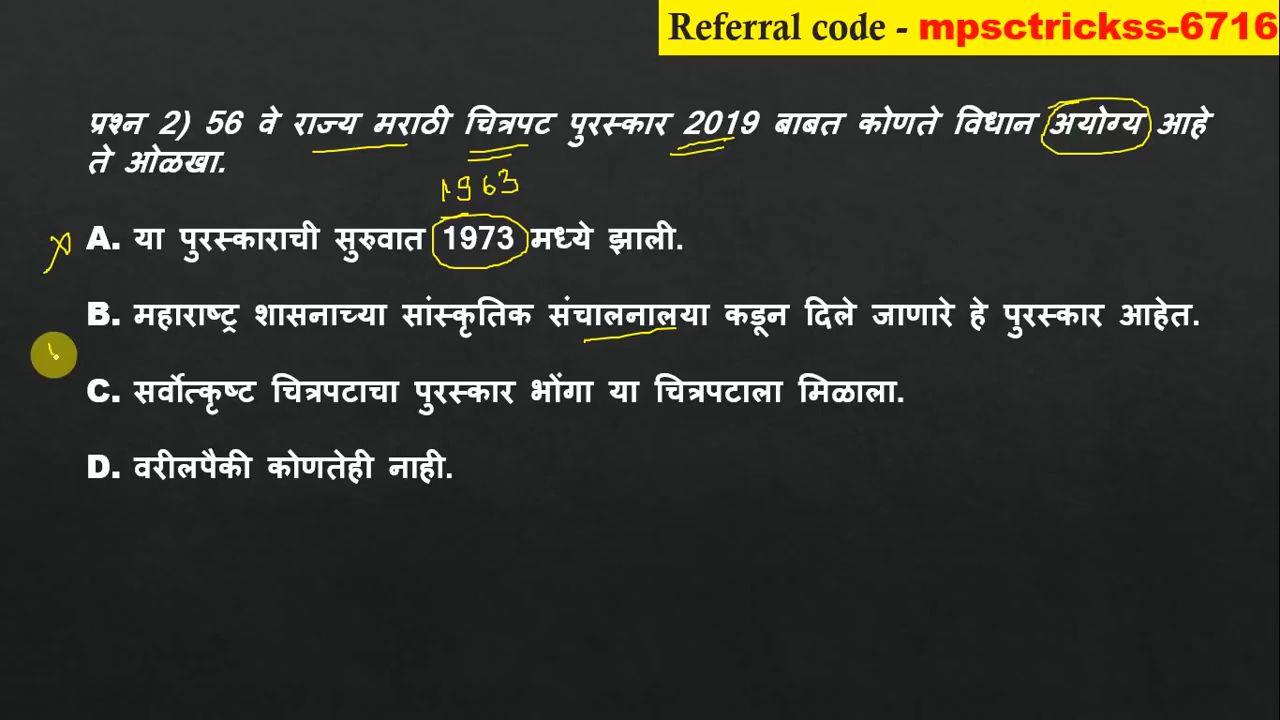 Referral code - mpsctrickss-6716
प्रश्न 2) 56 वे राज्य मराठी चित्रपट पुरस्कार 2019 बाबत कोणते विधान अयोग्य आहे
ते ओळखा.
1963
A. या पुरस्काराची सुरुवात 1973 मध्ये झाली.
B. महाराष्ट्र शासनाच्या सांस्कृतिक संचालनालया कडून दिले जाणारे हे पुरस्कार आहेत.
C. सर्वोत्कृष्ट चित्रपटाचा पुरस्कार भोंगा या चित्रपटाला मिळाला.
D. वरीलपैकी कोणतेही नाही.